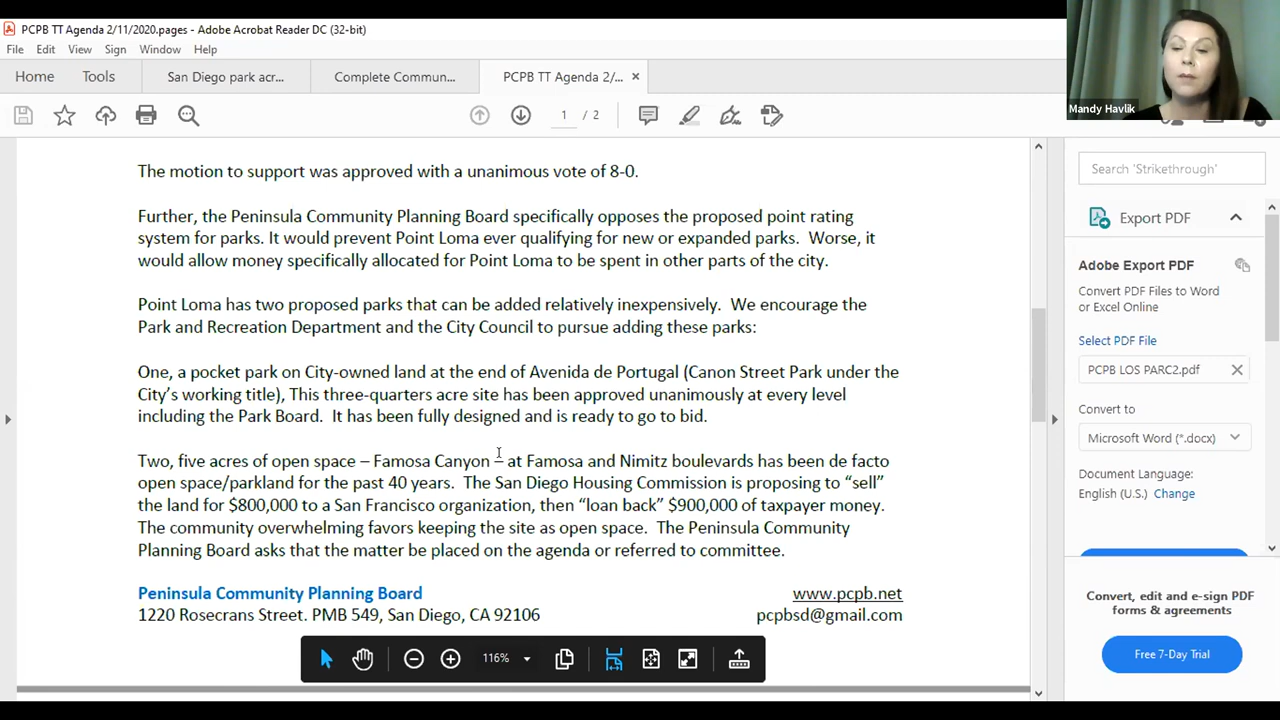 PCPB TT Agenda 2/11/2020.pages - Adobe Acrobat Reader DC (32-bit)
File Edit View Sign Window Help
Home Tools San Diego park acr... Complete Commun... PCPB TT Agenda 2/... ×
1 / 2
Mandy Havlik
The motion to support was approved with a unanimous vote of 8-0.
Further, the Peninsula Community Planning Board specifically opposes the proposed point rating
system for parks. It would prevent Point Loma ever qualifying for new or expanded parks. Worse, it
would allow money specifically allocated for Point Loma to be spent in other parts of the city.
Point Loma has two proposed parks that can be added relatively inexpensively. We encourage the
Park and Recreation Department and the City Council to pursue adding these parks:
One, a pocket park on City-owned land at the end of Avenida de Portugal (Canon Street Park under the
City's working title), This three-quarters acre site has been approved unanimously at every level
including the Park Board. It has been fully designed and is ready to go to bid.
Two, five acres of open space – Famosa Canyon – at Famosa and Nimitz boulevards has been de facto
open space/parkland for the past 40 years. The San Diego Housing Commission is proposing to “sell”
the land for $800,000 to a San Francisco organization, then “loan back” $900,000 of taxpayer money.
The community overwhelming favors keeping the site as open space. The Peninsula Community
Planning Board asks that the matter be placed on the agenda or referred to committee.
Peninsula Community Planning Board www.pcpb.net
1220 Rosecrans Street. PMB 549, San Diego, CA 92106 pcpbsd@gmail.com
116%
Search 'Strikethrough'
Export PDF
Adobe Export PDF
Convert PDF Files to Word
or Excel Online
Select PDF File
PCPB LOS PARC2.pdf
Convert to
Microsoft Word (*.docx)
Document Language:
English (U.S.) Change
Convert, edit and e-sign PDF
forms & agreements
Free 7-Day Trial